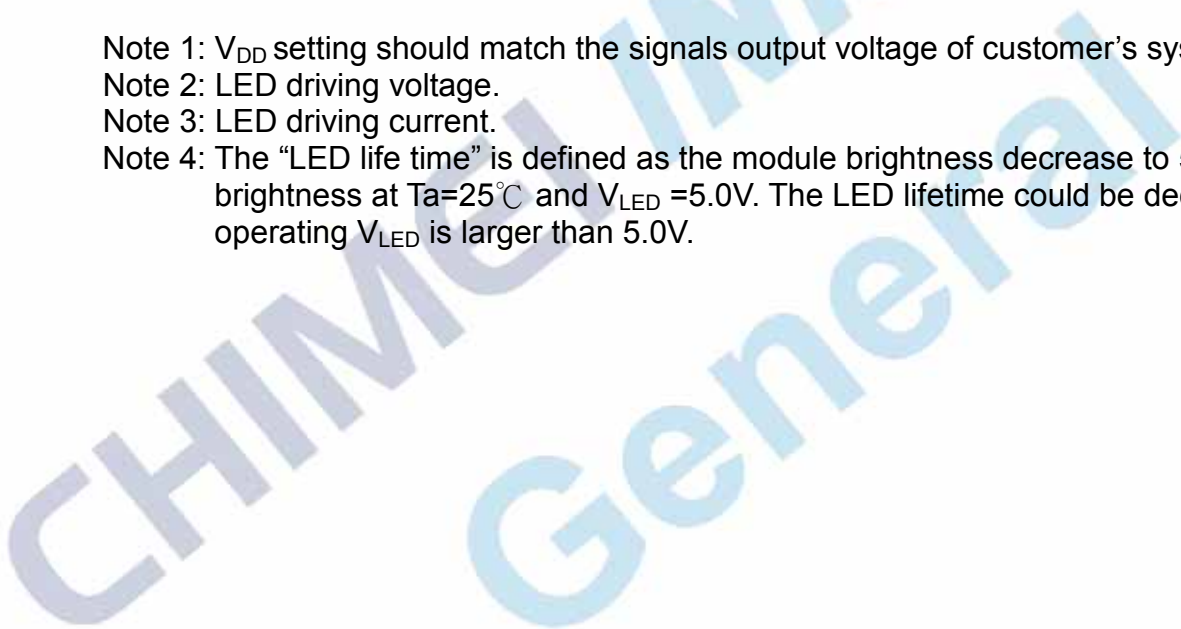 Note 1: VDD setting should match the signals output voltage of customer’s
Note 2: LED driving voltage.
Note 3: LED driving current.
Note 4: The “LED life time” is defined as the module brightness decrease to
brightness at Ta=25℃ and VLED =5.0V. The LED lifetime could be
operating VLED is larger than 5.0V.
CHIMEI
General